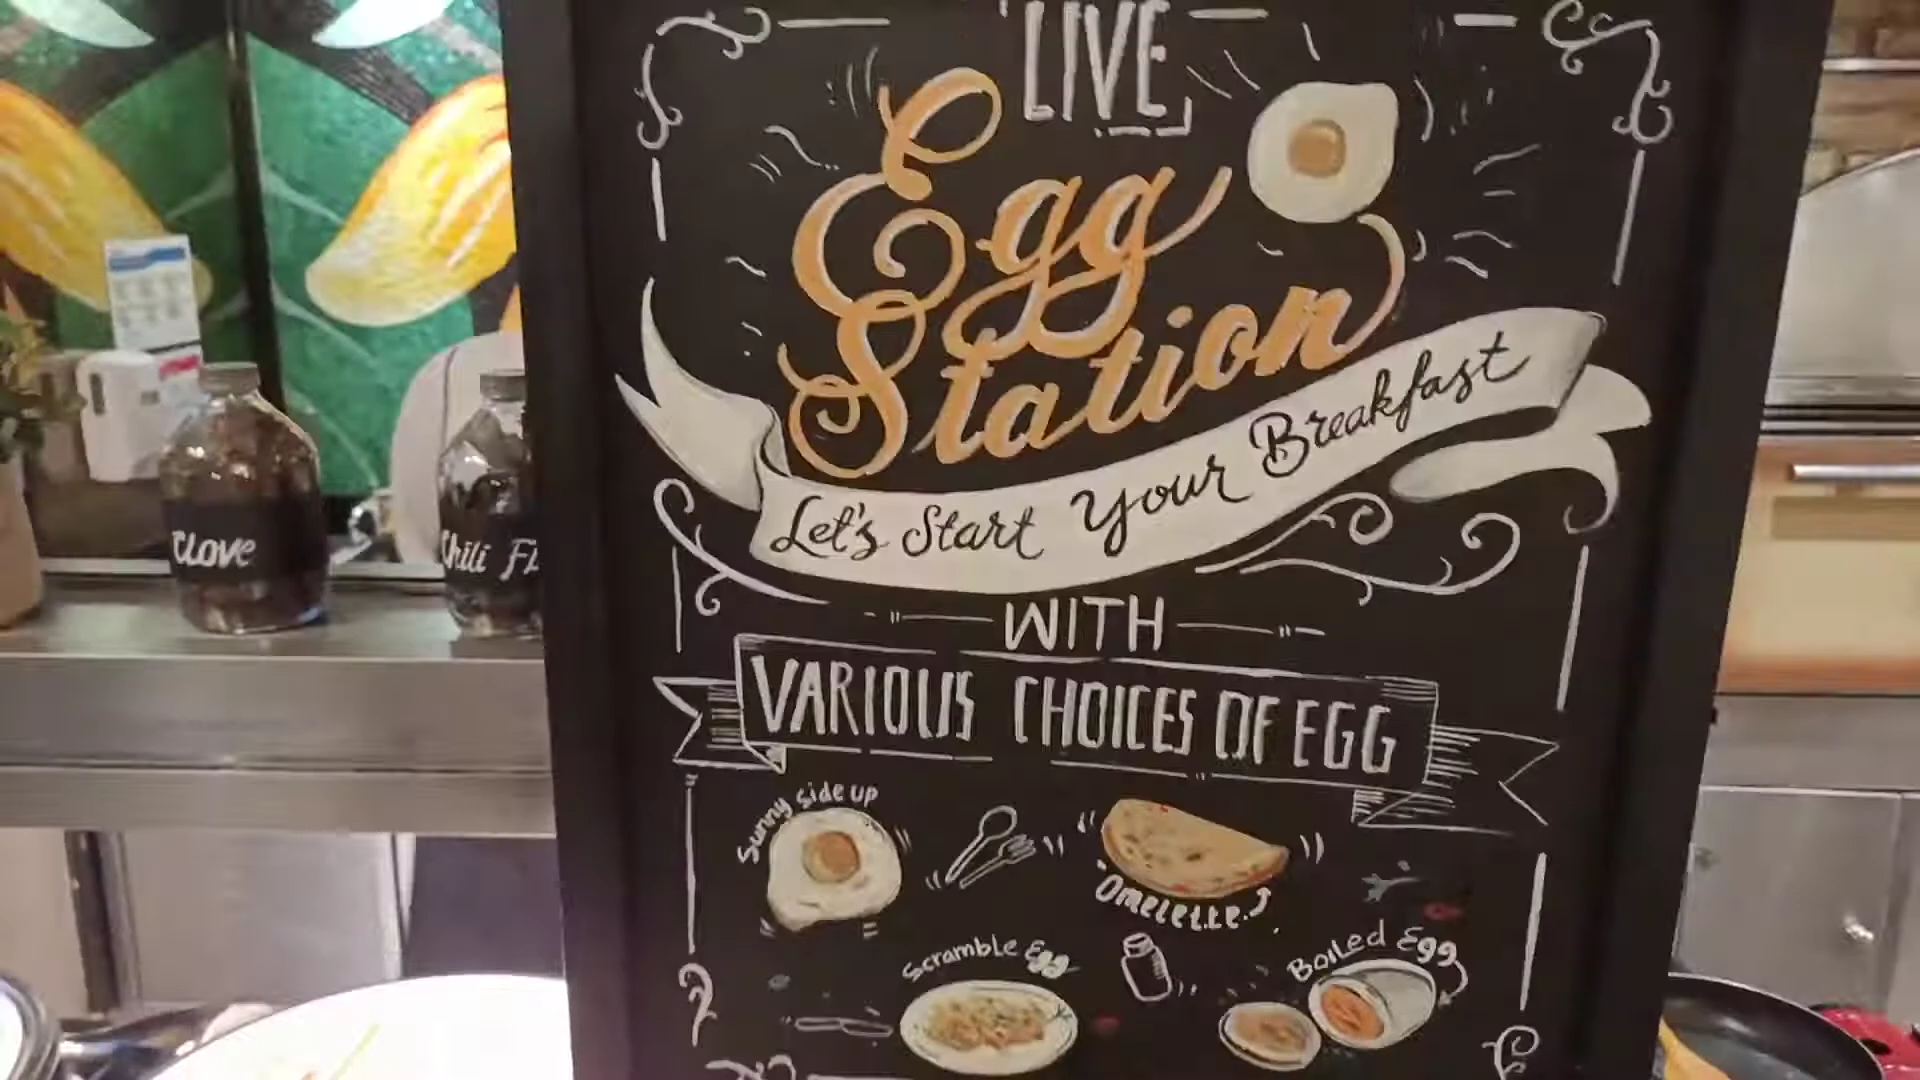 LIVE
Egg
Station
Let's Start Your Breakfast
WITH
VARIOUS CHOICES OF EGG
Sunny side up
Omelette
Scramble Egg
Boiled Egg
Clove
Chili